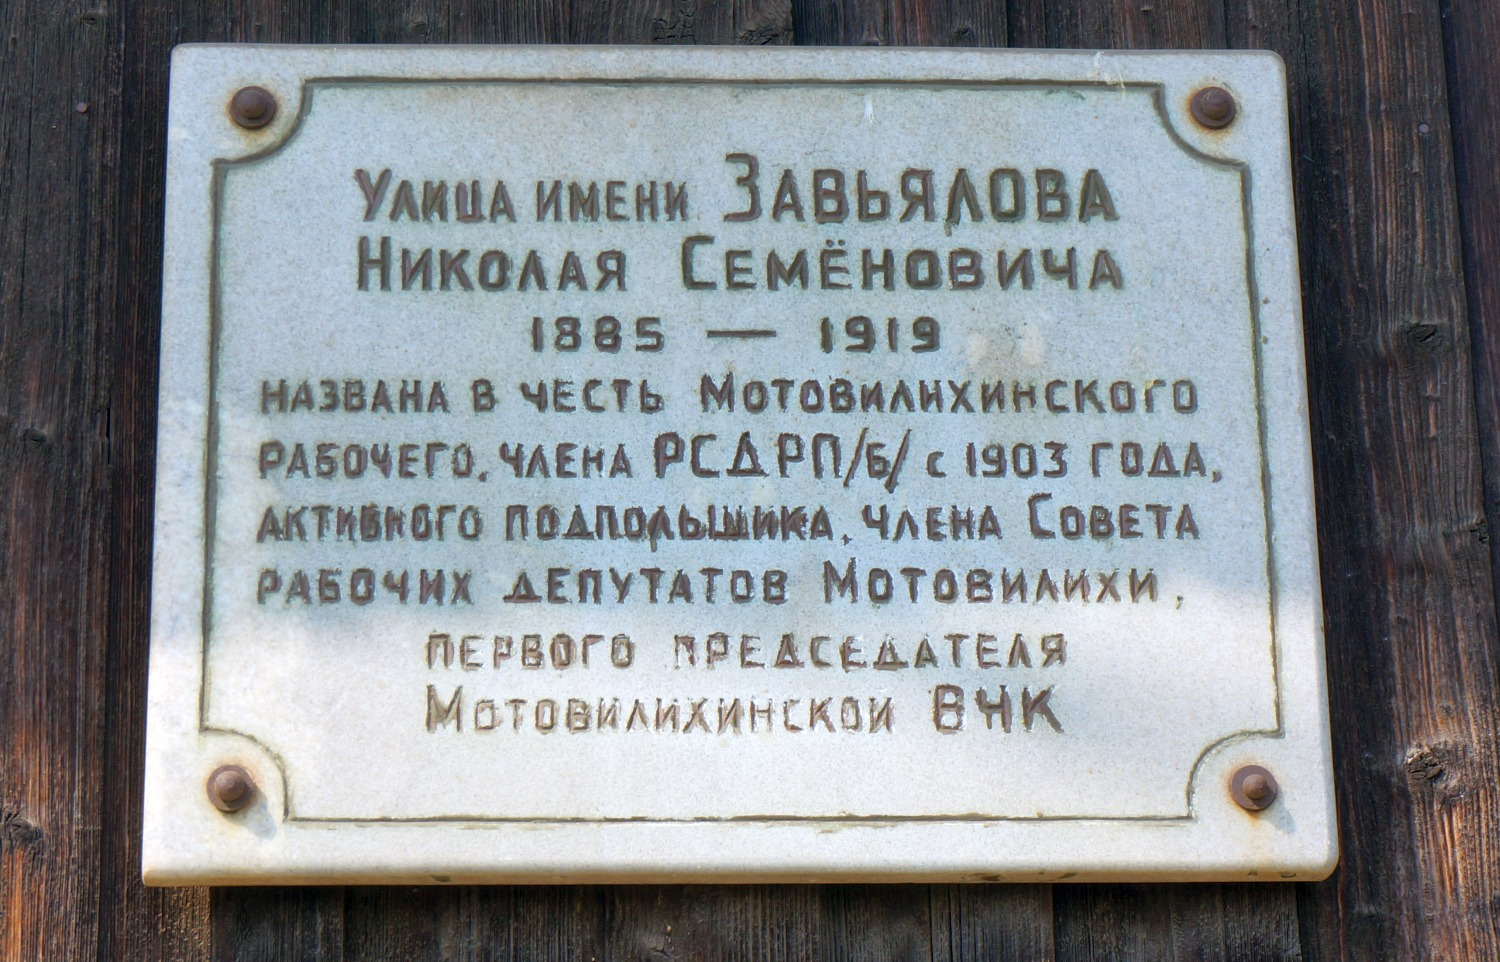 Улица имени Завьялова
Николая Семёновича
1885 — 1919
названа в честь Мотовилихинского
рабочего, члена РСДРП/б/ с 1903 года,
активного подпольщика, члена Совета
рабочих депутатов Мотовилихи,
первого председателя
Мотовилихинской ВЧК